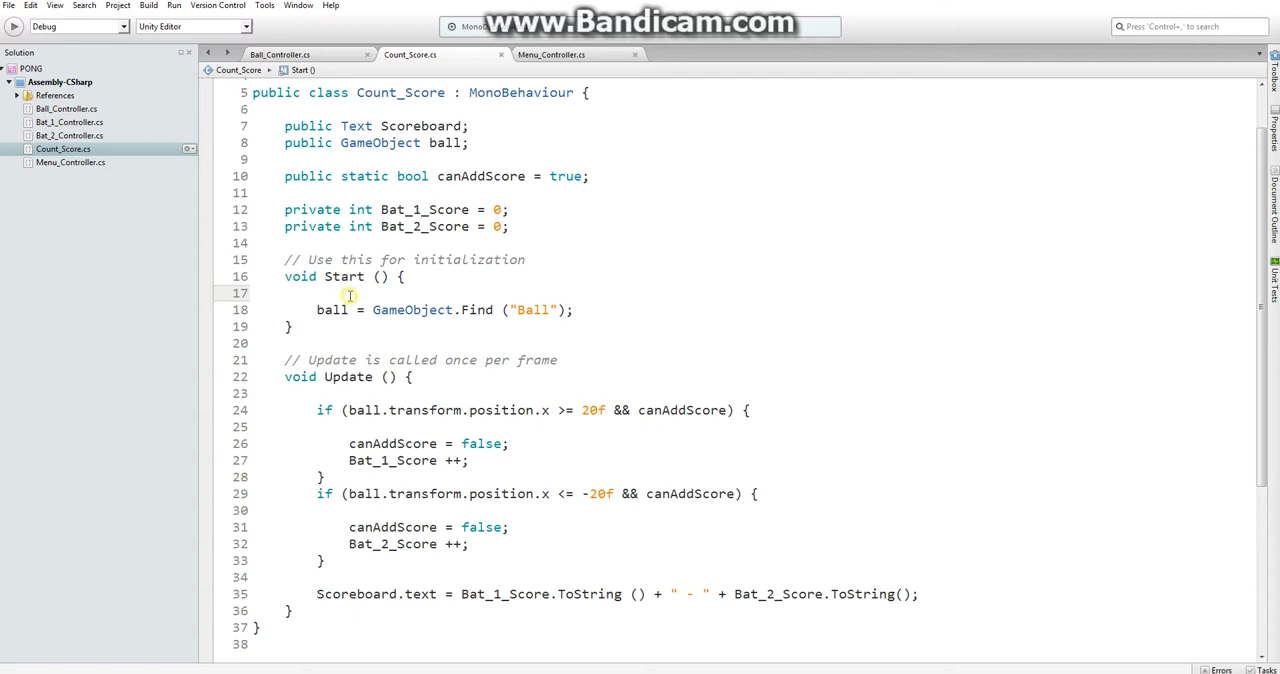 File Edit View Search Project Build Run Version Control Tools Window Help
www.Bandicam.com
Debug Unity Editor MonoD Press 'Control+,' to search
Solution
PONG
Assembly-CSharp
References
Ball_Controller.cs
Bat_1_Controller.cs
Bat_2_Controller.cs
Count_Score.cs
Menu_Controller.cs
Ball_Controller.cs Count_Score.cs Menu_Controller.cs
Count_Score Start ()
5 public class Count_Score : MonoBehaviour {
6
7 public Text Scoreboard;
8 public GameObject ball;
9
10 public static bool canAddScore = true;
11
12 private int Bat_1_Score = 0;
13 private int Bat_2_Score = 0;
14
15 // Use this for initialization
16 void Start () {
17
18 ball = GameObject.Find ("Ball");
19 }
20
21 // Update is called once per frame
22 void Update () {
23
24 if (ball.transform.position.x >= 20f && canAddScore) {
25
26 canAddScore = false;
27 Bat_1_Score ++;
28 }
29 if (ball.transform.position.x <= -20f && canAddScore) {
30
31 canAddScore = false;
32 Bat_2_Score ++;
33 }
34
35 Scoreboard.text = Bat_1_Score.ToString () + " - " + Bat_2_Score.ToString();
36 }
37 }
38
Toolbox
Properties
Document Outline
Unit Tests
Errors Tasks